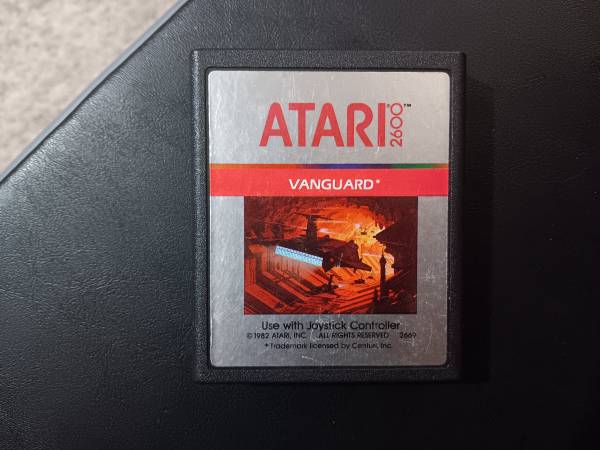 ATARI 2600™
VANGUARD*
Use with Joystick Controller
© 1982 ATARI, INC. ALL RIGHTS RESERVED 2669
* Trademark licensed by Centuri, Inc.